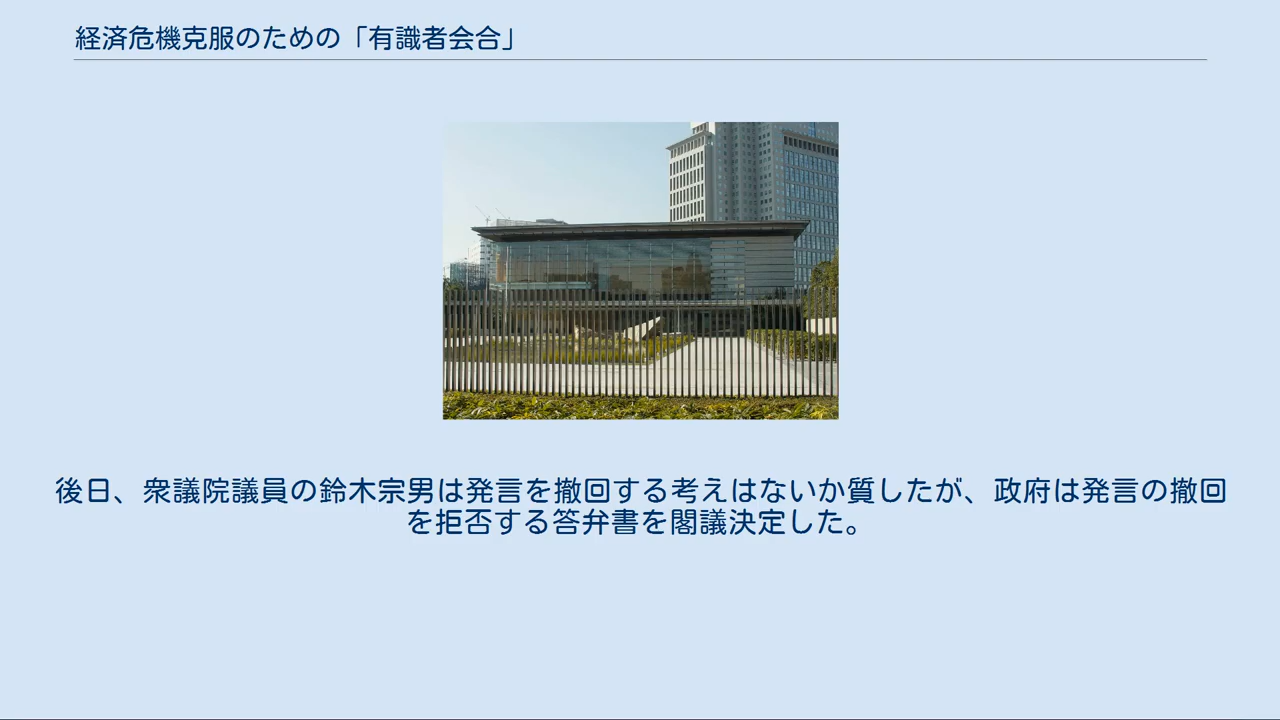 経済危機克服のための「有識者会合」
後日、衆議院議員の鈴木宗男は発言を撤回する考えはないか質したが、政府は発言の撤回
を拒否する答弁書を閣議決定した。